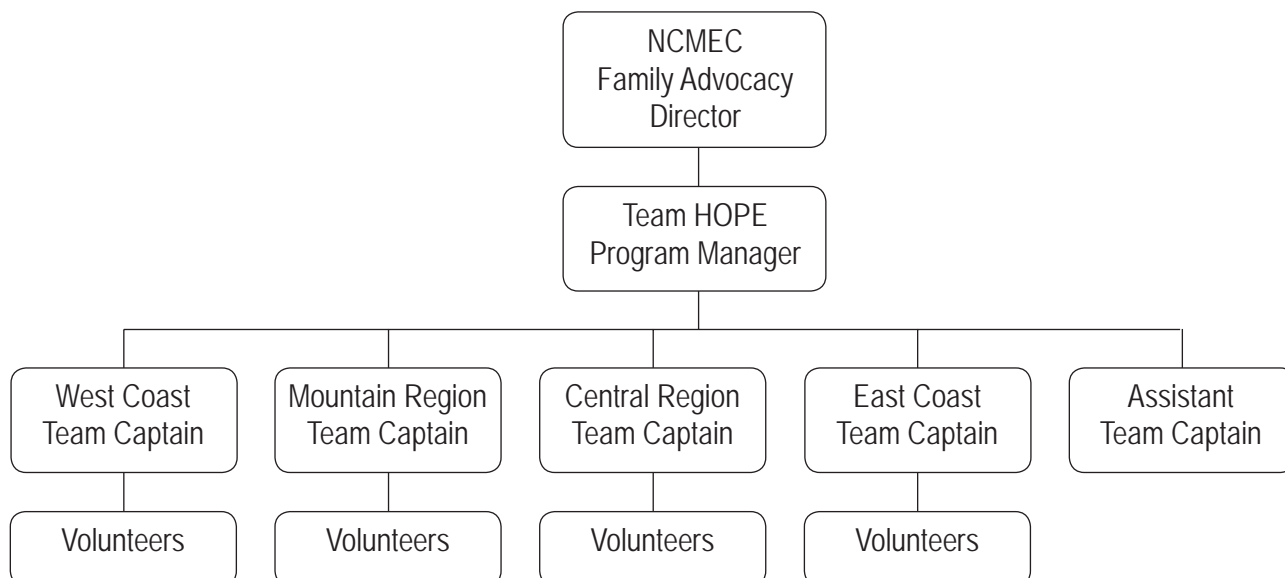 NCMEC
Family Advocacy
Director
Team HOPE
Program Manager
West Coast
Team Captain
Mountain Region
Team Captain
Central Region
Team Captain
East Coast
Team Captain
Assistant
Team Captain
Volunteers
Volunteers
Volunteers
Volunteers